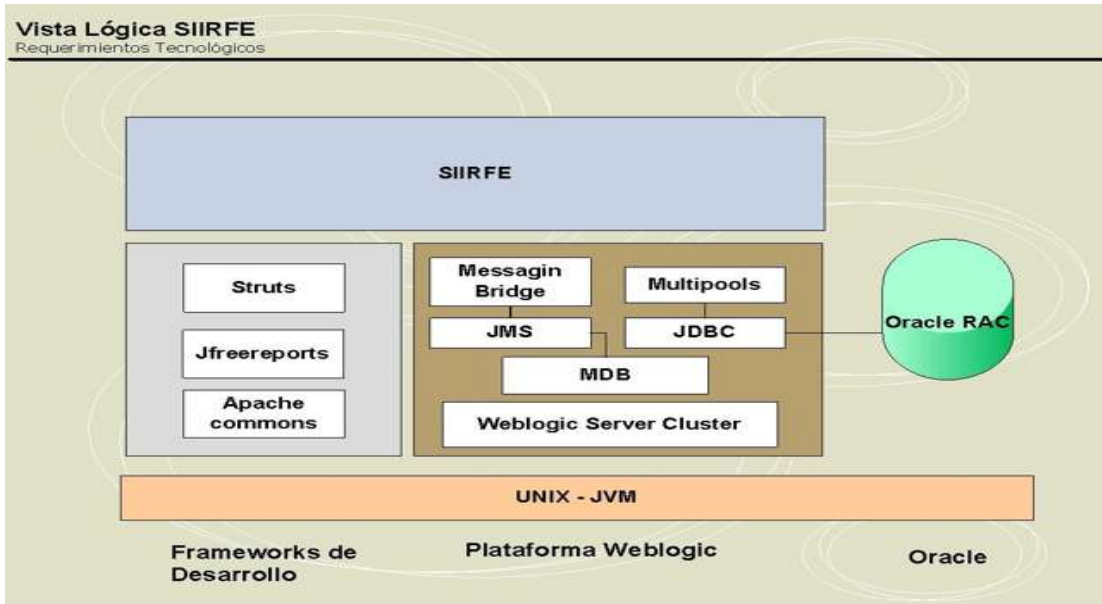 Vista Lógica SIIRFE
Requerimientos Tecnológicos
SIIRFE
Struts
Jfreereports
Apache
commons
Messagin
Bridge
Multipools
JMS
JDBC
MDB
Weblogic Server Cluster
Oracle RAC
UNIX - JVM
Frameworks de
Desarrollo
Plataforma Weblogic
Oracle